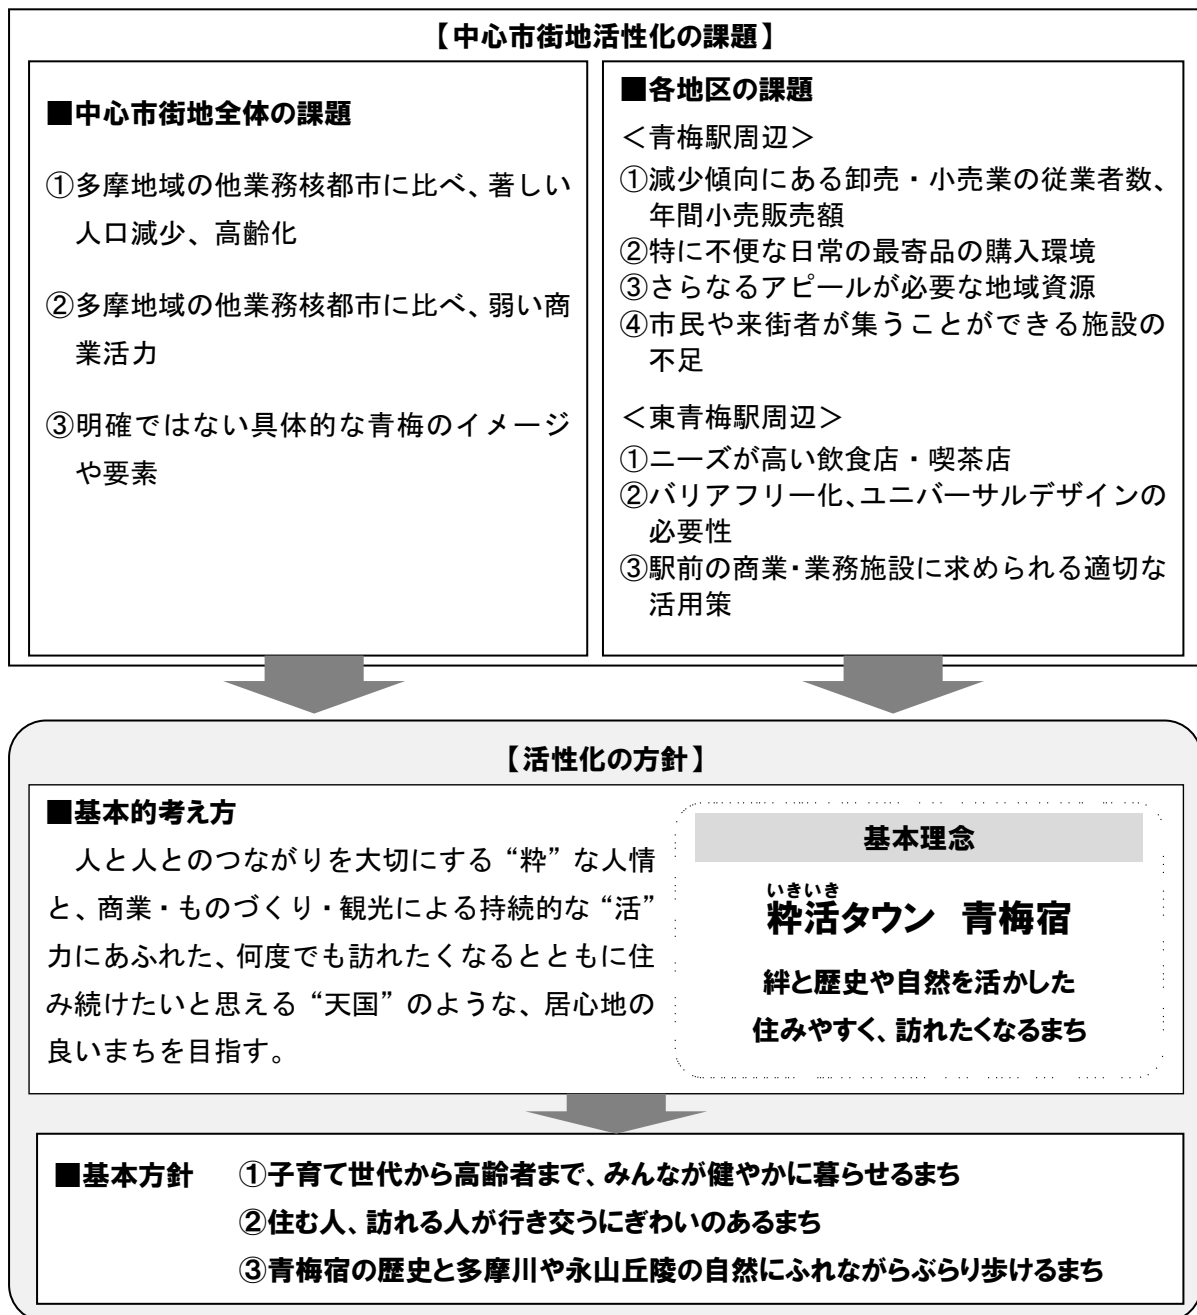 【中心市街地活性化の課題】
■中心市街地全体の課題
①多摩地域の他業務核都市に比べ、著しい
人口減少、高齢化
②多摩地域の他業務核都市に比べ、弱い商
業活力
③明確ではない具体的な青梅のイメージ
や要素
■各地区の課題
＜青梅駅周辺＞
①減少傾向にある卸売・小売業の従業者数、
年間小売販売額
②特に不便な日常の最寄品の購入環境
③さらなるアピールが必要な地域資源
④市民や来街者が集うことができる施設の
不足
＜東青梅駅周辺＞
①ニーズが高い飲食店・喫茶店
②バリアフリー化、ユニバーサルデザインの
必要性
③駅前の商業・業務施設に求められる適切な
活用策
【活性化の方針】
■基本的考え方
人と人とのつながりを大切にする“粋”な人情
と、商業・ものづくり・観光による持続的な“活”
力にあふれた、何度でも訪れたくなるとともに住
み続けたいと思える“天国”のような、居心地の
良いまちを目指す。
基本理念
いきいき
粋活タウン 青梅宿
絆と歴史や自然を活かした
住みやすく、訪れたくなるまち
■基本方針 ①子育て世代から高齢者まで、みんなが健やかに暮らせるまち
②住む人、訪れる人が行き交うにぎわいのあるまち
③青梅宿の歴史と多摩川や永山丘陵の自然にふれながらぶらり歩けるまち